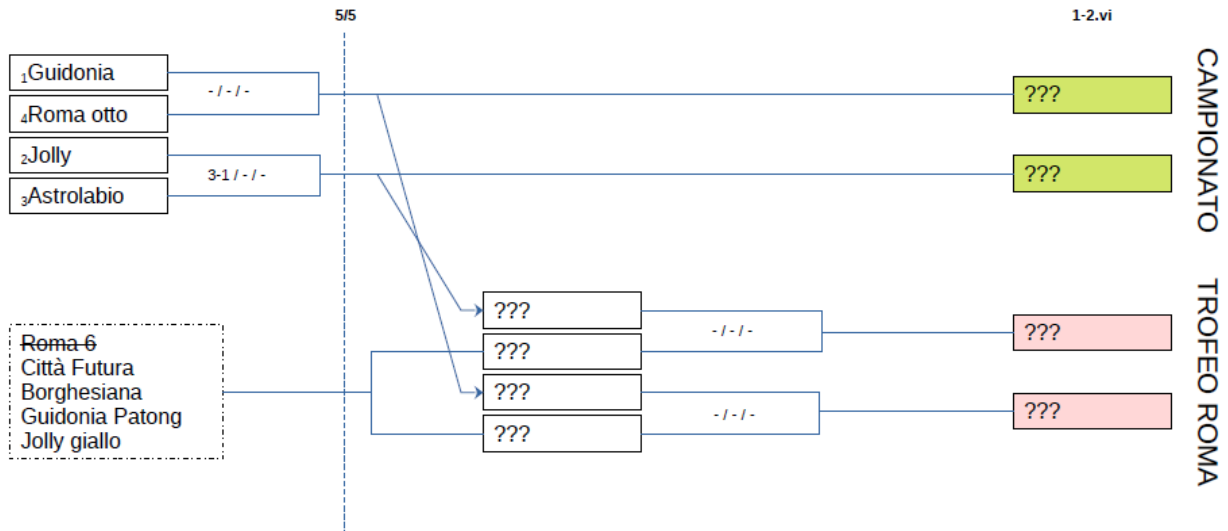 5/5
1-2.vi
₁Guidonia
- / - / -
₄Roma otto
₂Jolly
3-1 / - / -
₃Astrolabio
???
???
CAMPIONATO
Roma 6
Città Futura
Borghesiana
Guidonia Patong
Jolly giallo
???
- / - / -
???
???
- / - / -
???
???
???
TROFEO ROMA